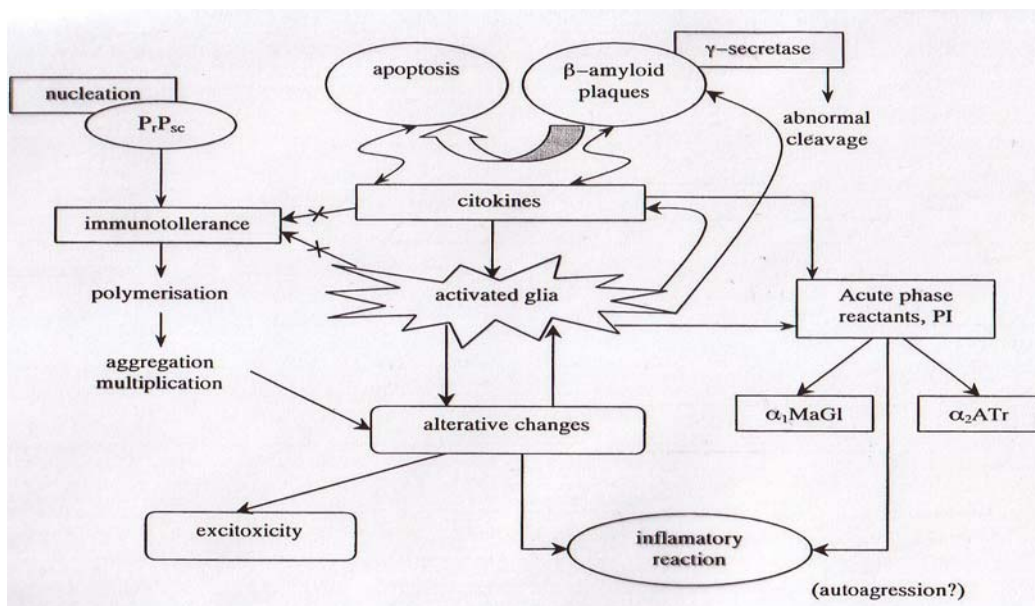 nucleation
PrPsc
apoptosis
β-amyloid
plaques
γ-secretase
abnormal
cleavage
immunotollerance
citokines
polymerisation
activated glia
Acute phase
reactants, PI
aggregation
multiplication
α1MaGl
α2ATr
alterative changes
excitoxicity
inflamatory
reaction
(autoagression?)